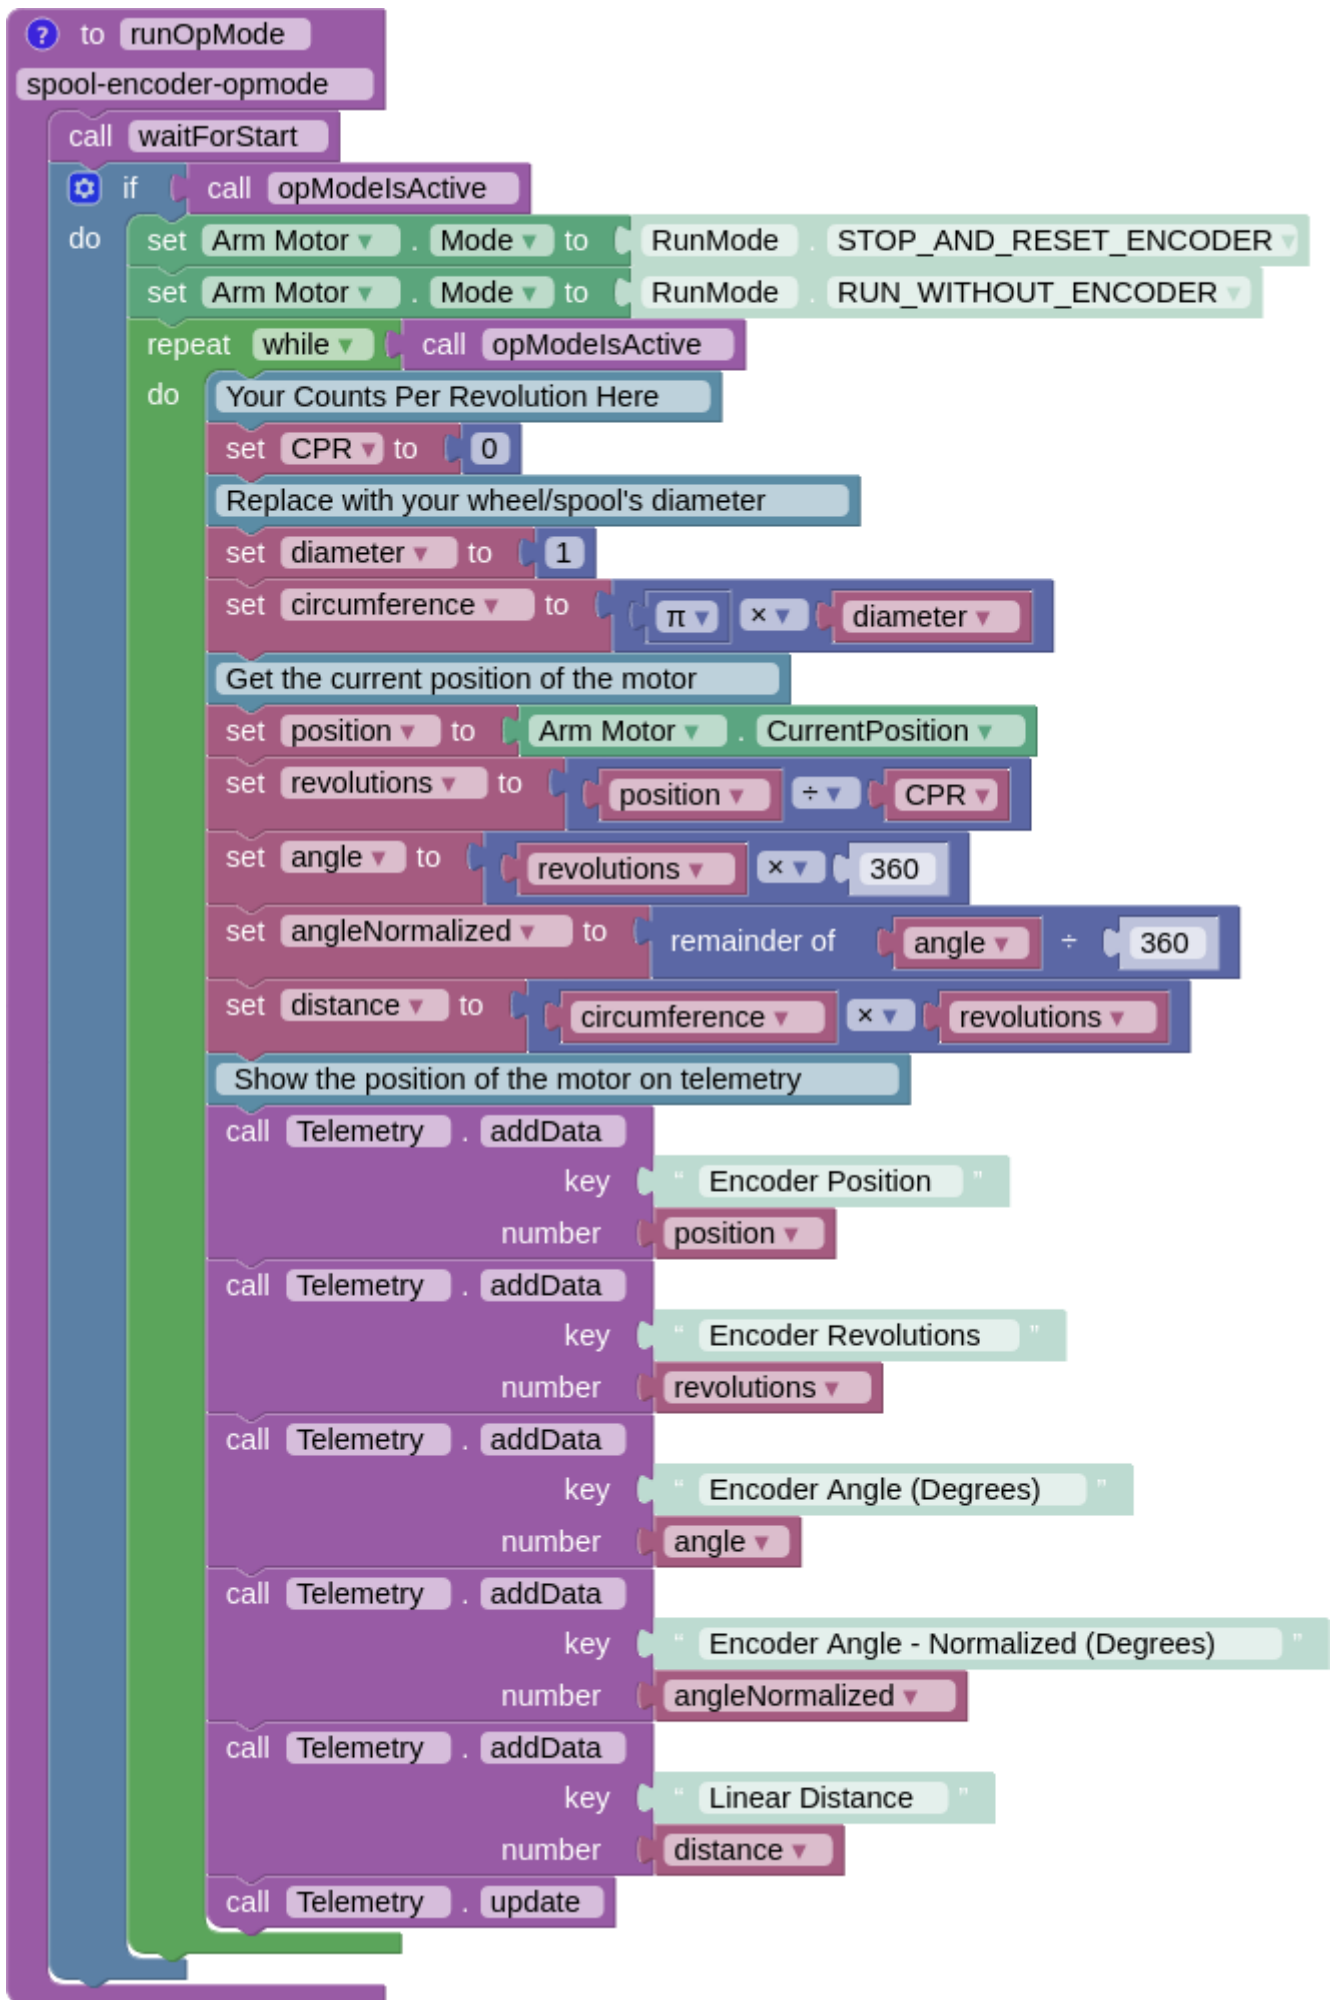 ? to runOpMode
spool-encoder-opmode
call waitForStart
if call opModeIsActive
do set Arm Motor ▾ . Mode ▾ to RunMode . STOP_AND_RESET_ENCODER ▾
set Arm Motor ▾ . Mode ▾ to RunMode . RUN_WITHOUT_ENCODER ▾
repeat while ▾ call opModeIsActive
do Your Counts Per Revolution Here
set CPR ▾ to 0
Replace with your wheel/spool's diameter
set diameter ▾ to 1
set circumference ▾ to π ▾ × ▾ diameter ▾
Get the current position of the motor
set position ▾ to Arm Motor ▾ . CurrentPosition ▾
set revolutions ▾ to position ▾ ÷ ▾ CPR ▾
set angle ▾ to revolutions ▾ × ▾ 360
set angleNormalized ▾ to remainder of angle ▾ ÷ 360
set distance ▾ to circumference ▾ × ▾ revolutions ▾
Show the position of the motor on telemetry
call Telemetry . addData
key “ Encoder Position ”
number position ▾
call Telemetry . addData
key “ Encoder Revolutions ”
number revolutions ▾
call Telemetry . addData
key “ Encoder Angle (Degrees) ”
number angle ▾
call Telemetry . addData
key “ Encoder Angle - Normalized (Degrees) ”
number angleNormalized ▾
call Telemetry . addData
key “ Linear Distance ”
number distance ▾
call Telemetry . update